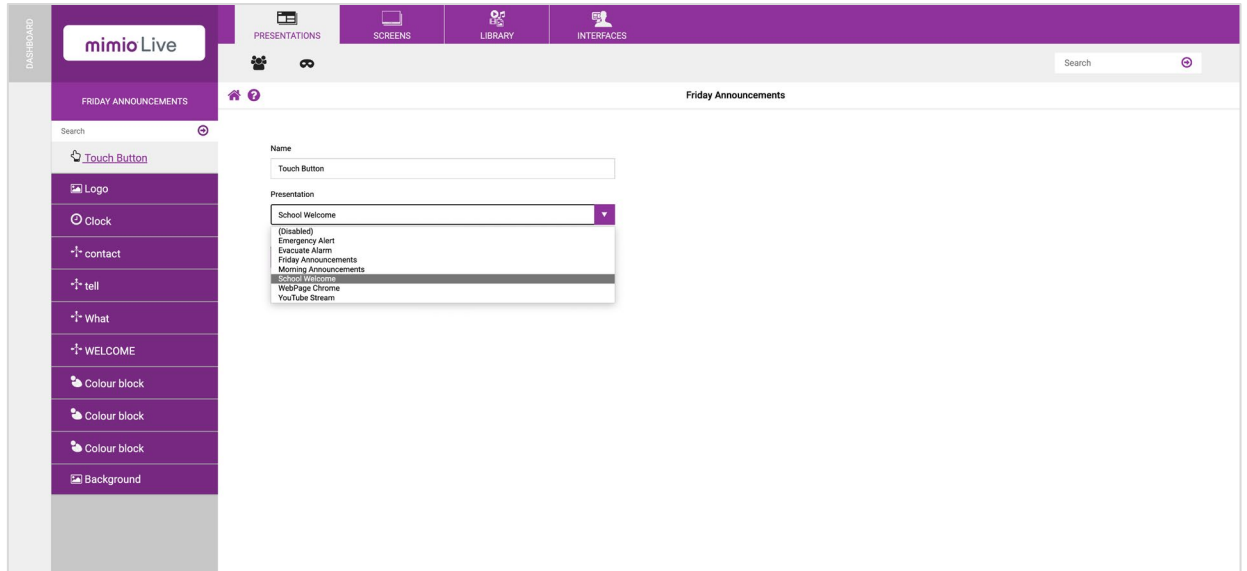 DASHBOARD
mimio Live
PRESENTATIONS
SCREENS
LIBRARY
INTERFACES
Search
FRIDAY ANNOUNCEMENTS
Friday Announcements
Search
Touch Button
Logo
Clock
contact
tell
What
WELCOME
Colour block
Colour block
Colour block
Background
Name
Touch Button
Presentation
School Welcome
(Disabled)
Emergency Alert
Evacuate Alarm
Friday Announcements
Morning Announcements
School Welcome
WebPage Chrome
YouTube Stream